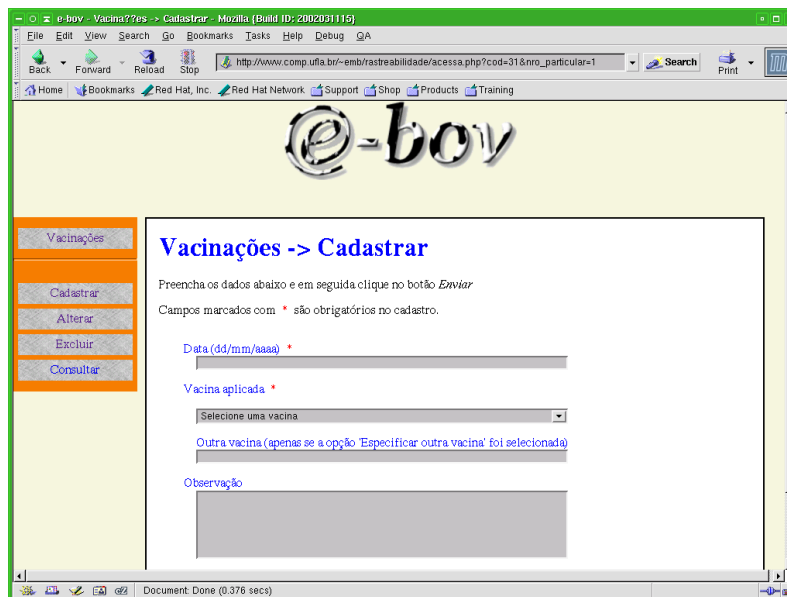 e-bov - Vacina??es -> Cadastrar - Mozilla {Build ID: 2002031115}
File Edit View Search Go Bookmarks Tasks Help Debug QA
Back Forward Reload Stop http://www.comp.ufla.br/~emb/rastreabilidade/acessa.php?cod=31&nro_particular=1 Search Print
Home Bookmarks Red Hat, Inc. Red Hat Network Support Shop Products Training
@-bov
Vacinações
Cadastrar
Alterar
Excluir
Consultar
Vacinações -> Cadastrar
Preencha os dados abaixo e em seguida clique no botão Enviar
Campos marcados com * são obrigatórios no cadastro.
Data (dd/mm/aaaa) *
Vacina aplicada *
Selecione uma vacina
Outra vacina (apenas se a opção 'Especificar outra vacina' foi selecionada)
Observação
Document: Done (0.376 secs)